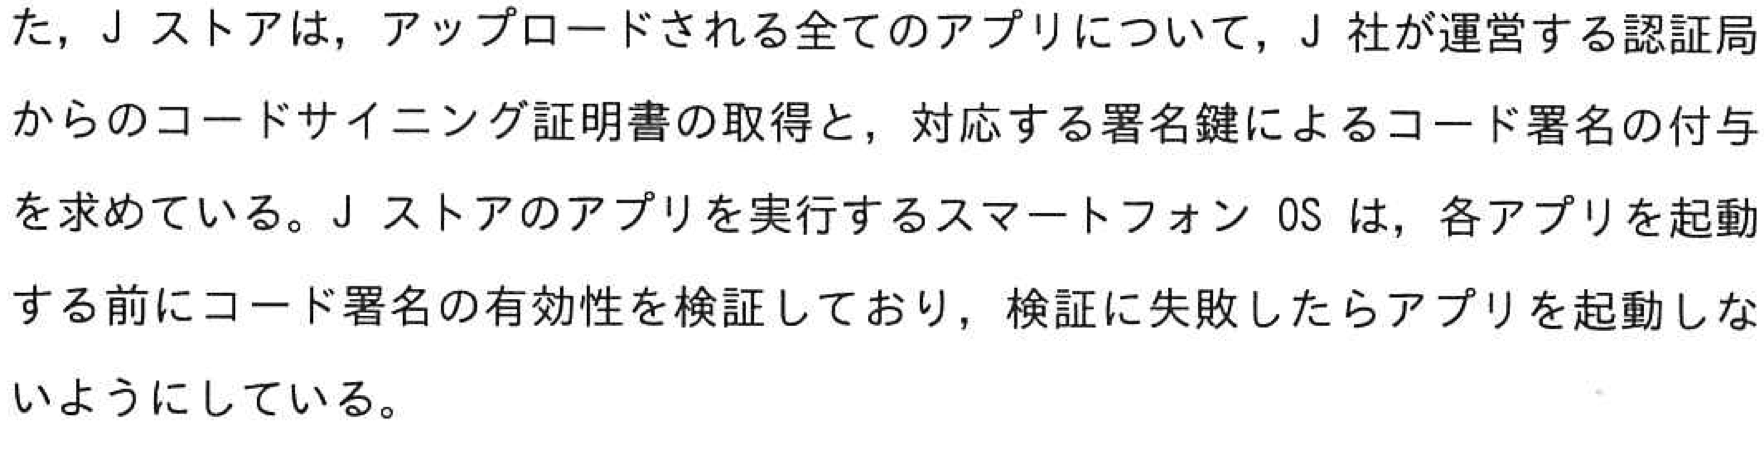 た，J ストアは，アップロードされる全てのアプリについて，J 社が運営する認証局
からのコードサイニング証明書の取得と，対応する署名鍵によるコード署名の付与
を求めている。J ストアのアプリを実行するスマートフォン OS は，各アプリを起動
する前にコード署名の有効性を検証しており，検証に失敗したらアプリを起動しな
いようにしている。